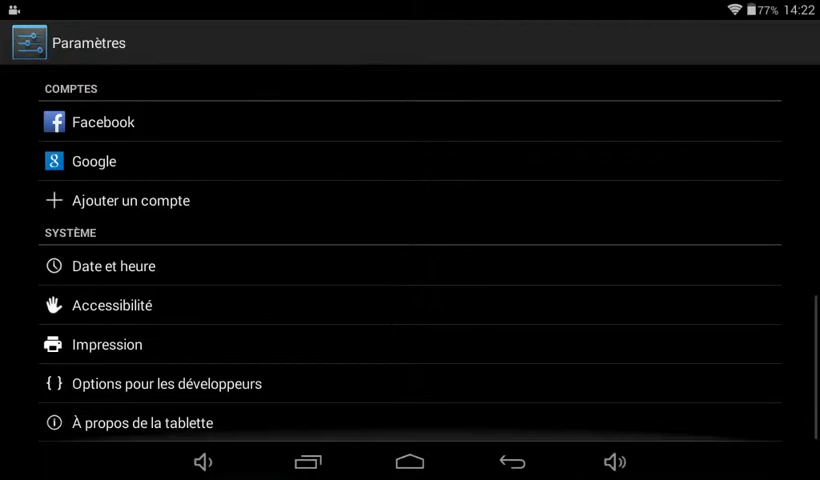 77% 14:22
Paramètres
COMPTES
Facebook
Google
Ajouter un compte
SYSTÈME
Date et heure
Accessibilité
Impression
{ } Options pour les développeurs
À propos de la tablette